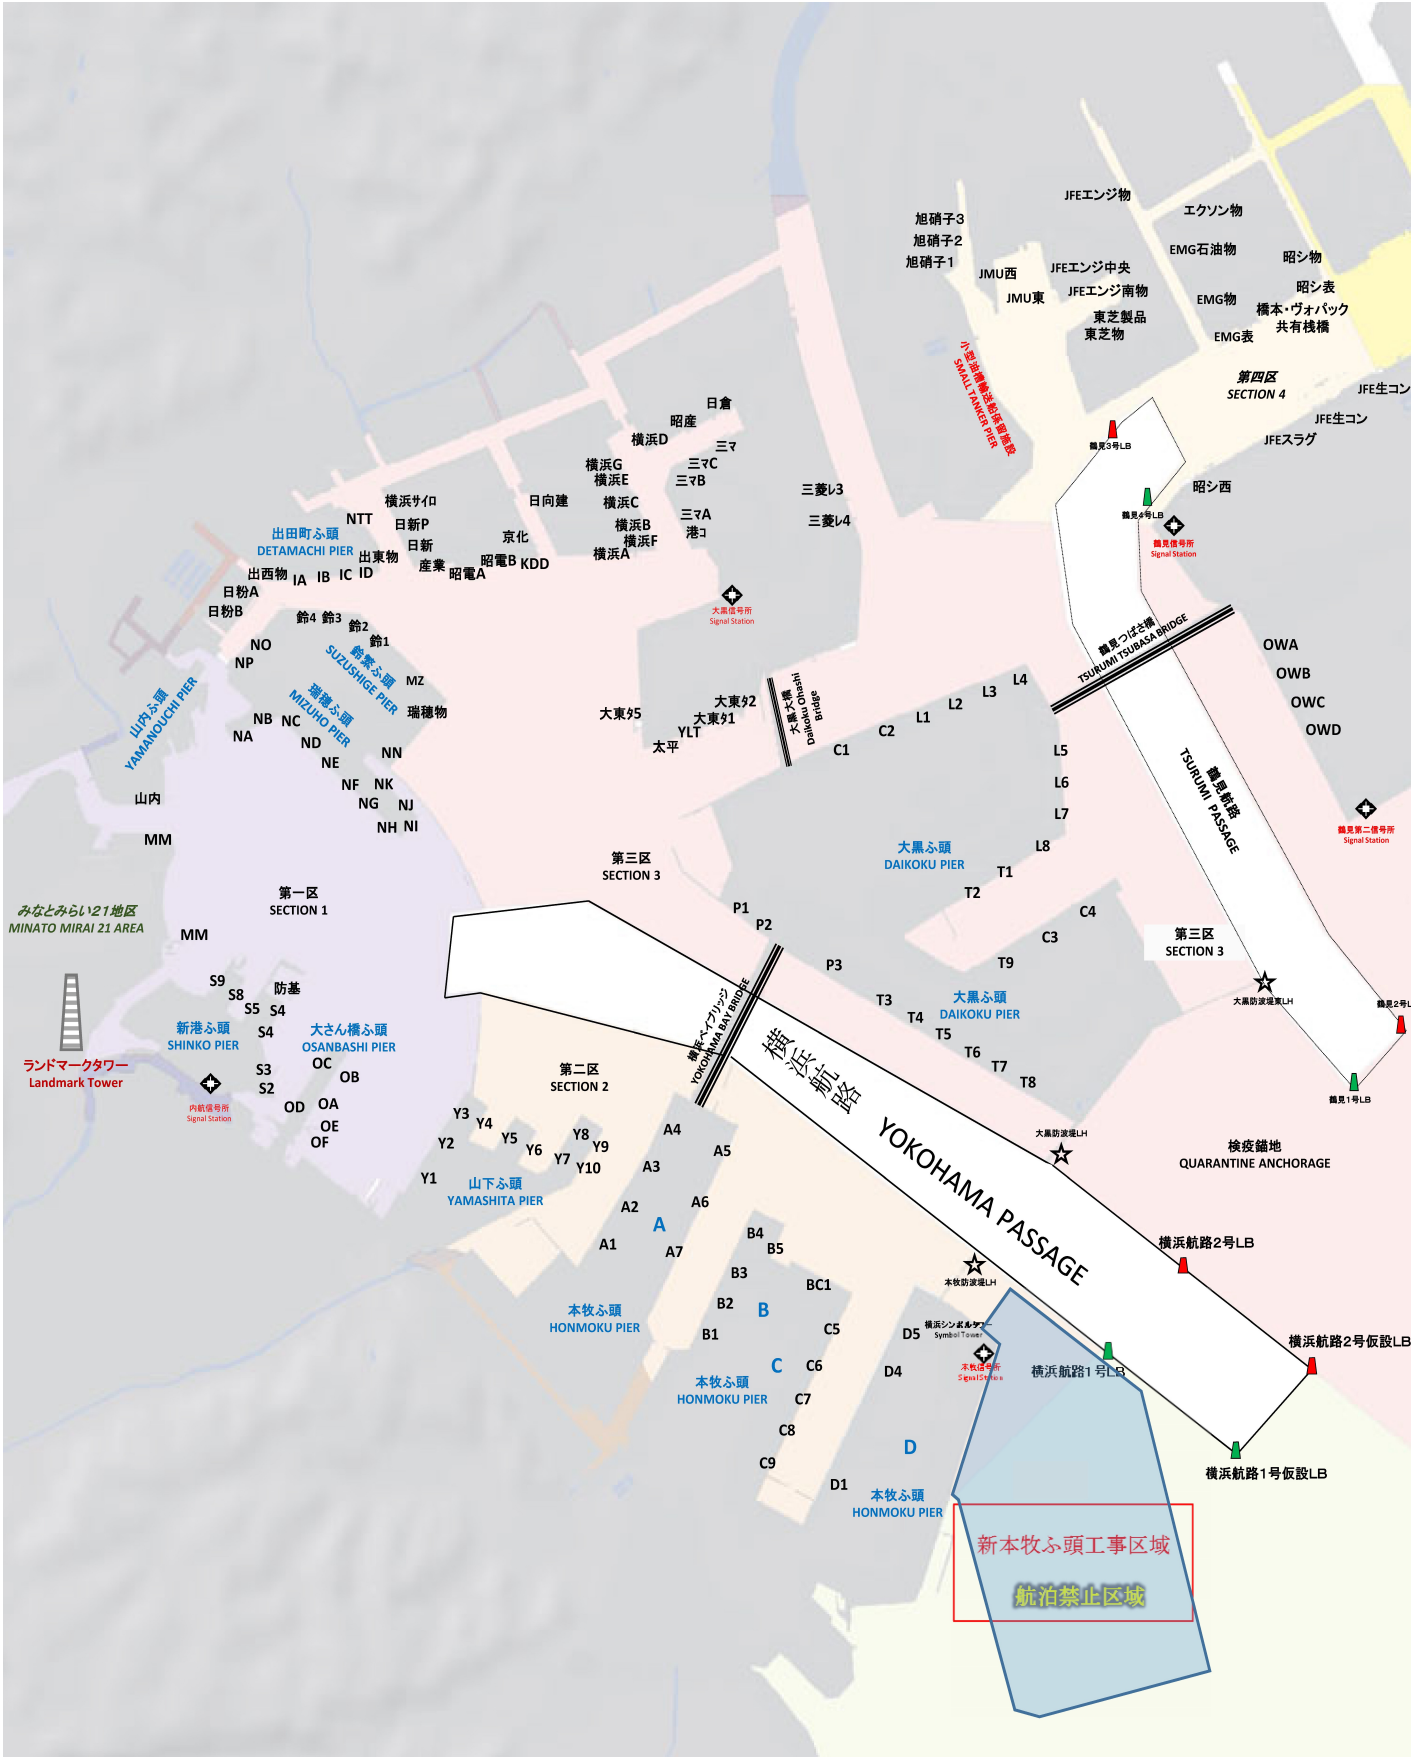 JFEエンジ物
エクソン物
旭硝子3
旭硝子2
旭硝子1
EMG石油物
昭シ物
JMU西
JFEエンジ中央
昭シ表
JMU東
JFEエンジ南物
EMG物
橋本・ヴォパック
共有桟橋
東芝製品
東芝物
EMG表
小型油槽輸送船係留施設
SMALL TANKER PIER
第四区
SECTION 4
JFE生コン
JFE生コン
JFEスラグ
鶴見3号LB
昭シ西
鶴見4号LB
鶴見信号所
Signal Station
日倉
昭産
横浜D
三マ
横浜G
三マC
横浜E
三マB
三菱レ3
横浜サイロ
日向建
横浜C
NTT
三マA
三菱レ4
日新P
横浜B
港コ
出田町ふ頭
DETAMACHI PIER
京化
横浜F
日新
横浜A
出東物
昭電B
KDD
産業
昭電A
出西物
IA
IB
IC
ID
日粉A
日粉B
大黒信号所
Signal Station
鈴4
鈴3
鈴2
鈴1
鈴繁ふ頭
SUZUSHIGE PIER
NO
NP
MZ
瑞穂物
瑞穂ふ頭
MIZUHO PIER
山内ふ頭
YAMANOUCHI PIER
NB
NC
NA
ND
NE
NN
NF
NK
NG
NJ
NH
NI
山内
MM
大東タ5
大東タ2
大東タ1
YLT
太平
大黒大橋
Daikoku Ohashi
Bridge
鶴見つばさ橋
TSURUMI TSUBASA BRIDGE
OWA
OWB
OWC
OWD
L4
L3
L2
L1
C2
C1
L5
L6
L7
L8
鶴見航路
TSURUMI PASSAGE
鶴見第二信号所
Signal Station
大黒ふ頭
DAIKOKU PIER
T1
T2
第三区
SECTION 3
第一区
SECTION 1
みなとみらい21地区
MINATO MIRAI 21 AREA
MM
P1
P2
P3
C4
C3
T9
第三区
SECTION 3
大黒防波堤東LH
鶴見2号L
鶴見1号LB
S9
S8
防基
S5
S4
S4
新港ふ頭
SHINKO PIER
大さん橋ふ頭
OSANBASHI PIER
T3
大黒ふ頭
DAIKOKU PIER
T4
T5
T6
T7
T8
ランドマークタワー
Landmark Tower
S3
S2
OC
OB
内航信号所
Signal Station
OD
OA
OE
OF
横浜ベイブリッジ
YOKOHAMA BAY BRIDGE
横浜航路
YOKOHAMA PASSAGE
第二区
SECTION 2
Y3
Y4
Y5
Y6
Y2
Y8
Y9
Y7
Y10
Y1
山下ふ頭
YAMASHITA PIER
A4
A5
A3
A6
A2
A
A1
A7
大黒防波堤LH
検疫錨地
QUARANTINE ANCHORAGE
B4
B5
B3
BC1
B2
B
B1
C5
本牧ふ頭
HONMOKU PIER
本牧防波堤LH
横浜航路2号LB
横浜シンボルタワー
Symbol Tower
D5
本牧信号所
Signal Station
D4
横浜航路1号LB
横浜航路2号仮設LB
C
C6
本牧ふ頭
HONMOKU PIER
C7
C8
C9
D
D1
本牧ふ頭
HONMOKU PIER
横浜航路1号仮設LB
新本牧ふ頭工事区域
航泊禁止区域